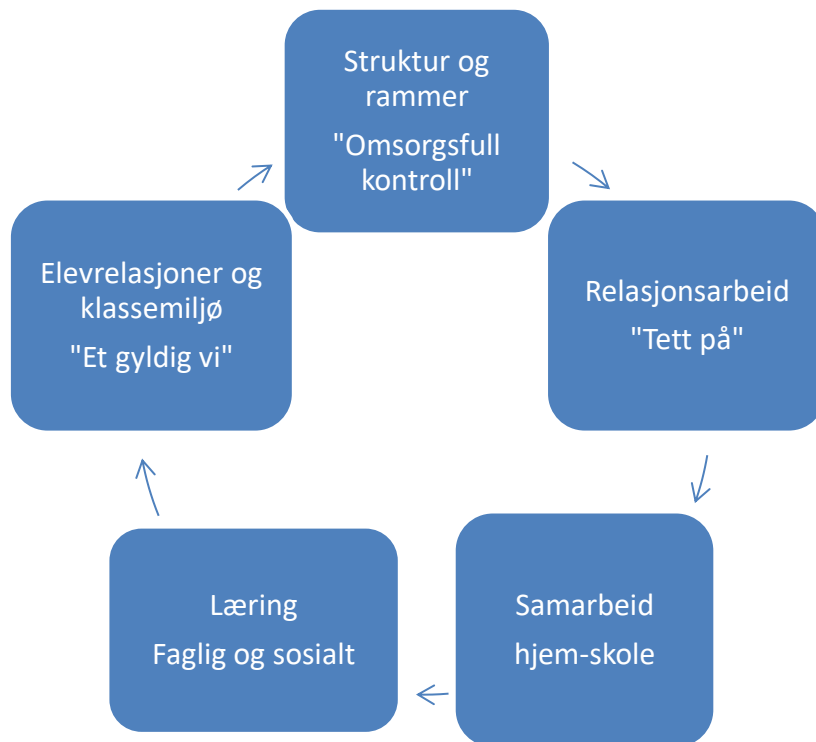 Struktur og
rammer
"Omsorgsfull
kontroll"
Relasjonsarbeid
"Tett på"
Samarbeid
hjem-skole
Læring
Faglig og sosialt
Elevrelasjoner og
klassemiljø
"Et gyldig vi"